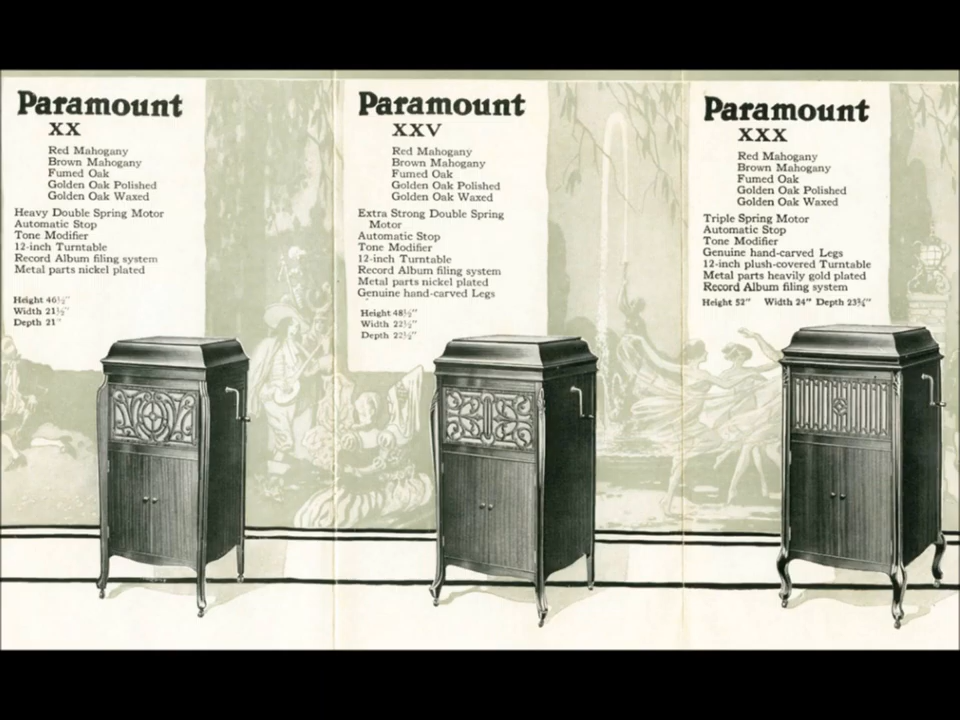 Paramount
XX
Red Mahogany
Brown Mahogany
Fumed Oak
Golden Oak Polished
Golden Oak Waxed
Heavy Double Spring Motor
Automatic Stop
Tone Modifier
12-inch Turntable
Record Album filing system
Metal parts nickel plated
Height 46½"
Width 21½"
Depth 21"
Paramount
XXV
Red Mahogany
Brown Mahogany
Fumed Oak
Golden Oak Polished
Golden Oak Waxed
Extra Strong Double Spring
Motor
Automatic Stop
Tone Modifier
12-inch Turntable
Record Album filing system
Metal parts nickel plated
Genuine hand-carved Legs
Height 48½"
Width 22½"
Depth 22½"
Paramount
XXX
Red Mahogany
Brown Mahogany
Fumed Oak
Golden Oak Polished
Golden Oak Waxed
Triple Spring Motor
Automatic Stop
Tone Modifier
Genuine hand-carved Legs
12-inch plush-covered Turntable
Metal parts heavily gold plated
Record Album filing system
Height 52" Width 24" Depth 23¾"